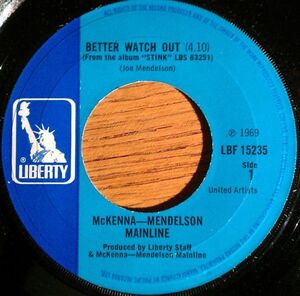 BETTER WATCH OUT (4.10)
(From the album "STINK" LBS 83251)
(Joe Mendelson)
LIBERTY
℗ 1969
LBF 15235
Side
1
United Artists
McKENNA—MENDELSON
MAINLINE
Produced by Liberty Staff
& McKenna—Mendelson Mainline